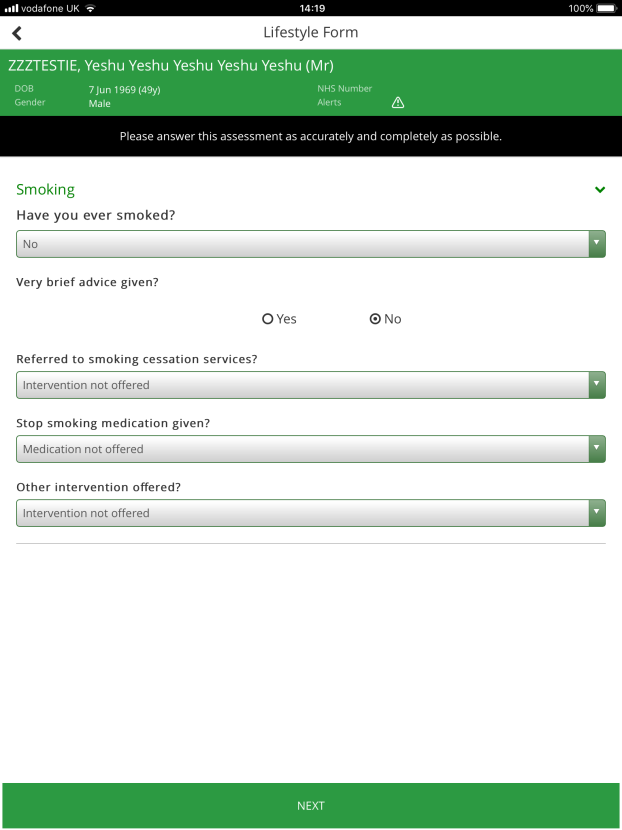 vodafone UK 14:19 100%
Lifestyle Form
ZZZTESTIE, Yeshu Yeshu Yeshu Yeshu Yeshu (Mr)
DOB 7 Jun 1969 (49y) NHS Number
Gender Male Alerts
Please answer this assessment as accurately and completely as possible.
Smoking
Have you ever smoked?
No
Very brief advice given?
Yes No
Referred to smoking cessation services?
Intervention not offered
Stop smoking medication given?
Medication not offered
Other intervention offered?
Intervention not offered
NEXT